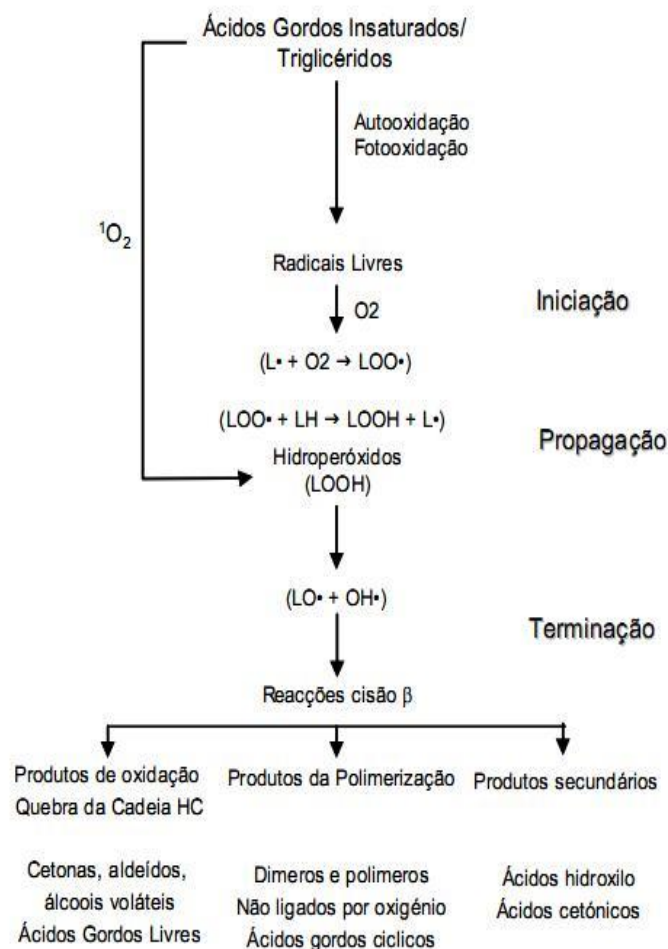 Ácidos Gordos Insaturados/
Triglicéridos
Autooxidação
Fotooxidação
¹O₂
Radicais Livres
Iniciação
O2
(L• + O2 → LOO•)
(LOO• + LH → LOOH + L•)
Propagação
Hidroperóxidos
(LOOH)
(LO• + OH•)
Terminação
Reacções cisão β
Produtos de oxidação
Quebra da Cadeia HC
Cetonas, aldeídos,
álcoois voláteis
Ácidos Gordos Livres
Produtos da Polimerização
Dimeros e polimeros
Não ligados por oxigénio
Ácidos gordos ciclicos
Produtos secundários
Ácidos hidroxilo
Ácidos cetónicos